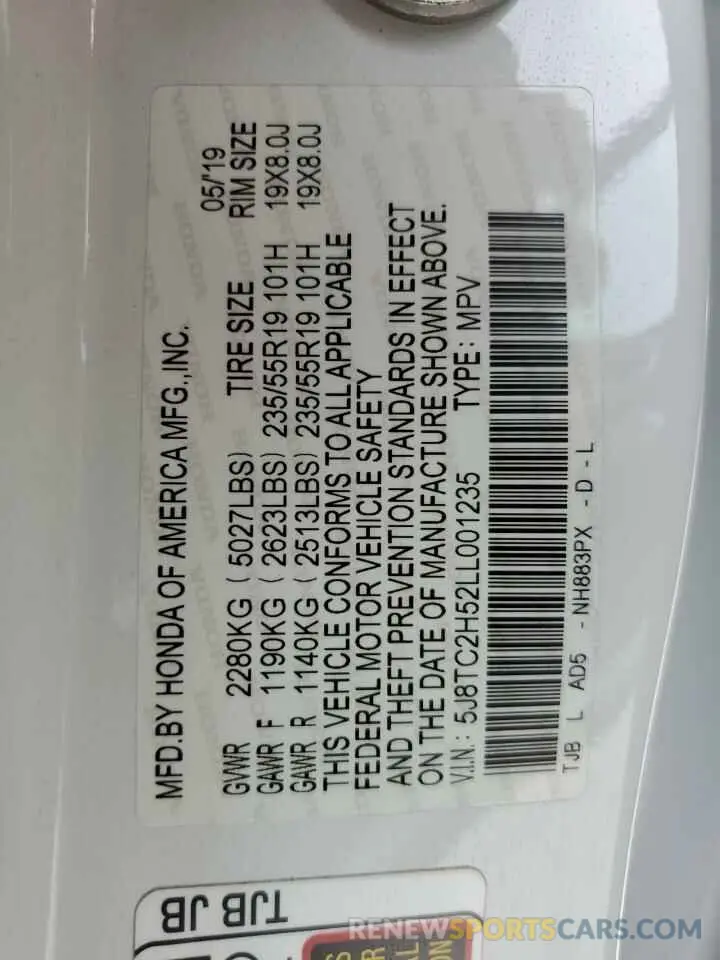 MFD.BY HONDA OF AMERICA MFG.,INC.
05/'19
GVWR 2280KG ( 5027LBS) TIRE SIZE RIM SIZE
GAWR F 1190KG ( 2623LBS) 235/55R19 101H 19X8.0J
GAWR R 1140KG ( 2513LBS) 235/55R19 101H 19X8.0J
THIS VEHICLE CONFORMS TO ALL APPLICABLE
FEDERAL MOTOR VEHICLE SAFETY
AND THEFT PREVENTION STANDARDS IN EFFECT
ON THE DATE OF MANUFACTURE SHOWN ABOVE.
V.I.N.: 5J8TC2H52LL001235 TYPE: MPV
TJB L AD5 - NH883PX - D - L
TJB JB
RENEWSPORTSCARS.COM